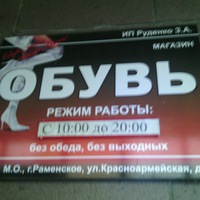 ИП Руденко З.А.
МАГАЗИН
ОБУВЬ
РЕЖИМ РАБОТЫ:
С 10:00 до 20:00
без обеда, без выходных
М.О., г.Раменское, ул.Красноармейская, д